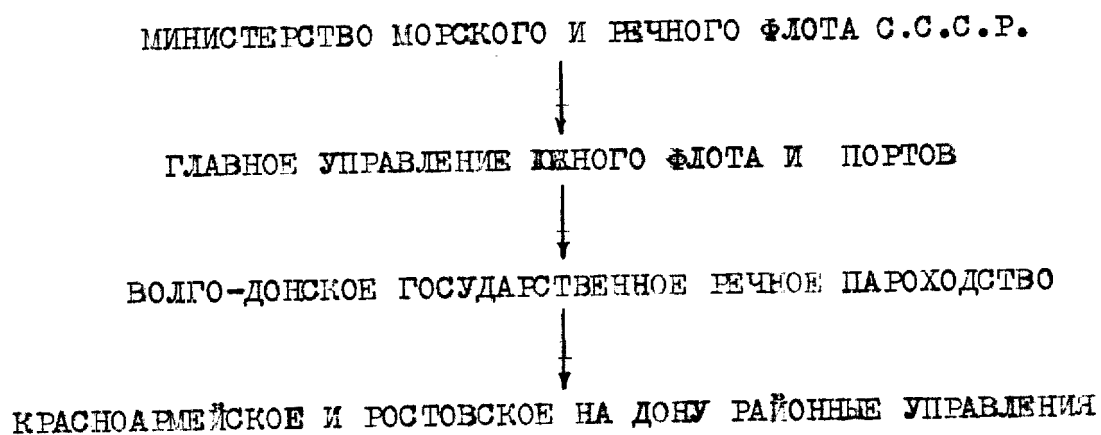 МИНИСТЕРСТВО МОРСКОГО И РЕЧНОГО ФЛОТА С.С.С.Р.
ГЛАВНОЕ УПРАВЛЕНИЕ ЮЖНОГО ФЛОТА И ПОРТОВ
ВОЛГО-ДОНСКОЕ ГОСУДАРСТВЕННОЕ РЕЧНОЕ ПАРОХОДСТВО
КРАСНОАРМЕЙСКОЕ И РОСТОВСКОЕ НА ДОНУ РАЙОННЫЕ УПРАВЛЕНИЯ